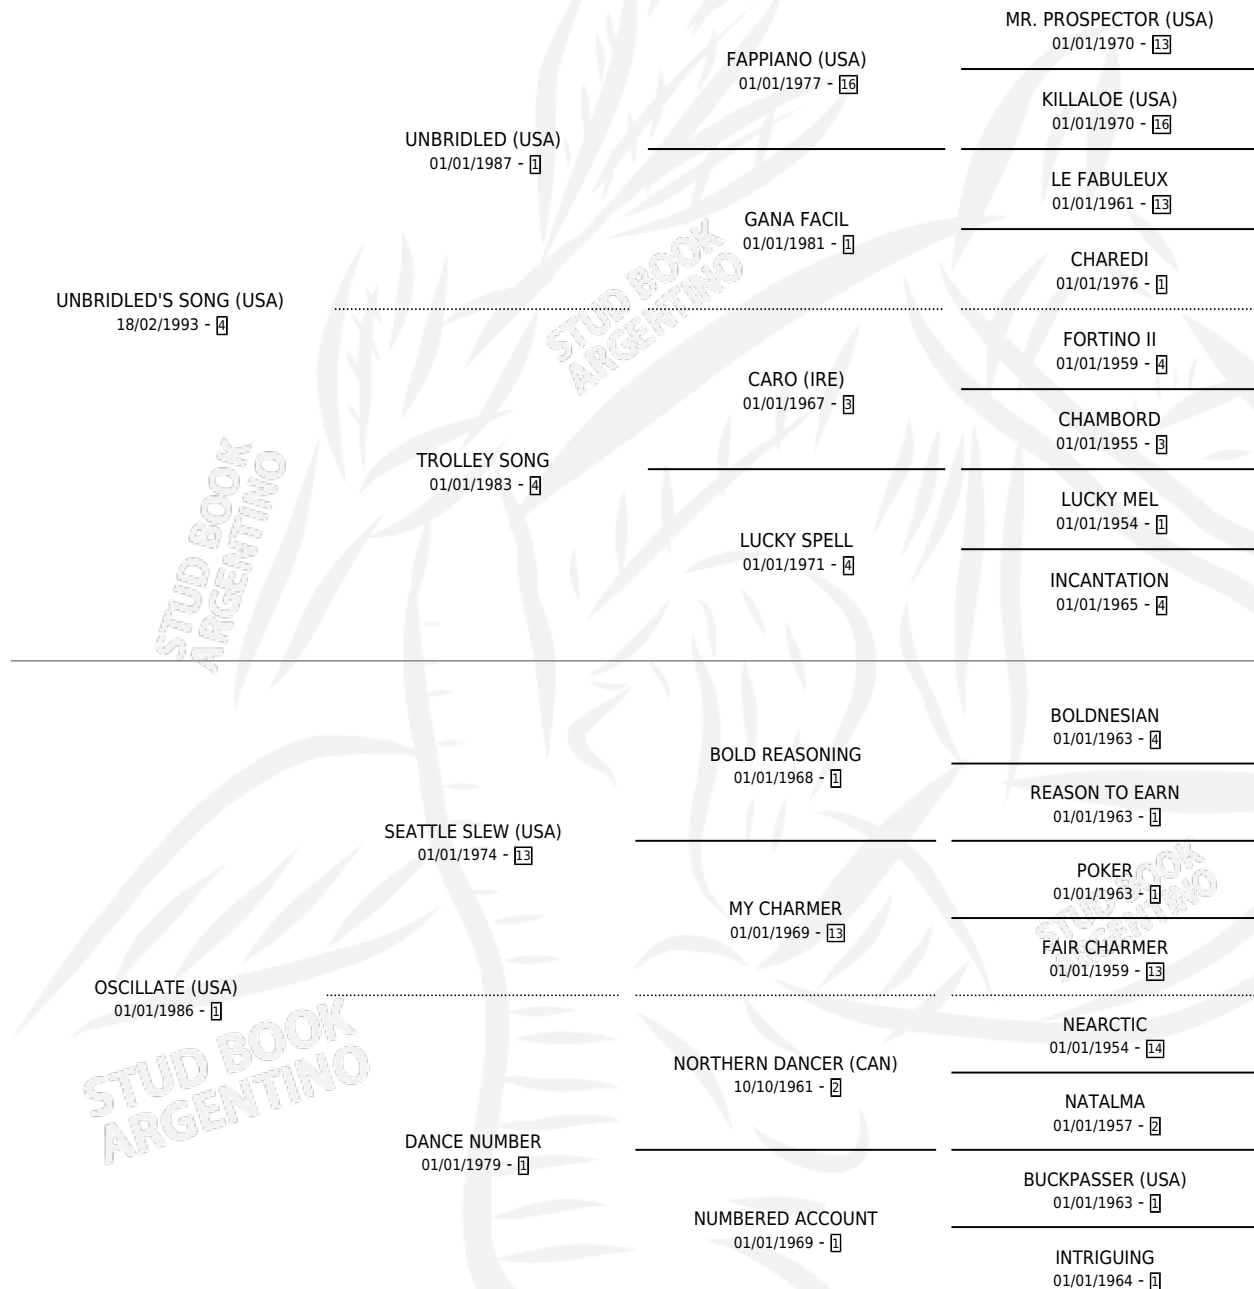 MR. PROSPECTOR (USA)
01/01/1970 - 13
FAPPIANO (USA)
01/01/1977 - 16
KILLALOE (USA)
01/01/1970 - 16
UNBRIDLED (USA)
01/01/1987 - 1
LE FABULEUX
01/01/1961 - 13
GANA FACIL
01/01/1981 - 1
CHAREDI
01/01/1976 - 1
UNBRIDLED'S SONG (USA)
18/02/1993 - 4
STUD BOOK
ARGENTINO
FORTINO II
01/01/1959 - 4
CARO (IRE)
01/01/1967 - 3
CHAMBORD
01/01/1955 - 3
TROLLEY SONG
01/01/1983 - 4
LUCKY MEL
01/01/1954 - 1
LUCKY SPELL
01/01/1971 - 4
INCANTATION
01/01/1965 - 4
STUD BOOK
ARGENTINO
BOLDNESIAN
01/01/1963 - 4
BOLD REASONING
01/01/1968 - 1
REASON TO EARN
01/01/1963 - 1
SEATTLE SLEW (USA)
01/01/1974 - 13
POKER
01/01/1963 - 1
MY CHARMER
01/01/1969 - 13
STUD BOOK
ARGENTINO
FAIR CHARMER
01/01/1959 - 13
OSCILLATE (USA)
01/01/1986 - 1
NEARCTIC
01/01/1954 - 14
NORTHERN DANCER (CAN)
10/10/1961 - 2
NATALMA
01/01/1957 - 2
STUD BOOK
ARGENTINO
DANCE NUMBER
01/01/1979 - 1
BUCKPASSER (USA)
01/01/1963 - 1
NUMBERED ACCOUNT
01/01/1969 - 1
INTRIGUING
01/01/1964 - 1